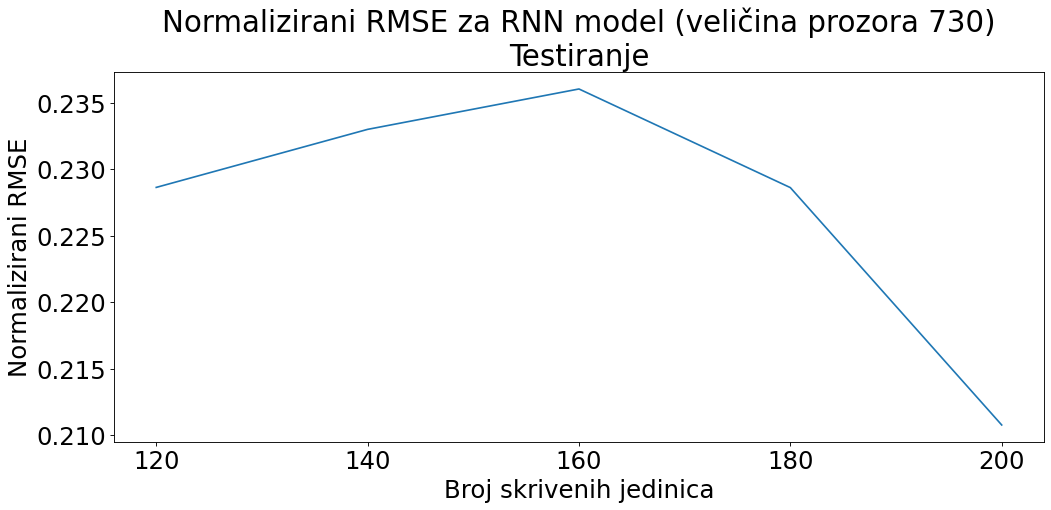 Normalizirani RMSE za RNN model (veličina prozora 730)
Testiranje
Normalizirani RMSE
0.235
0.230
0.225
0.220
0.215
0.210
120 140 160 180 200
Broj skrivenih jedinica